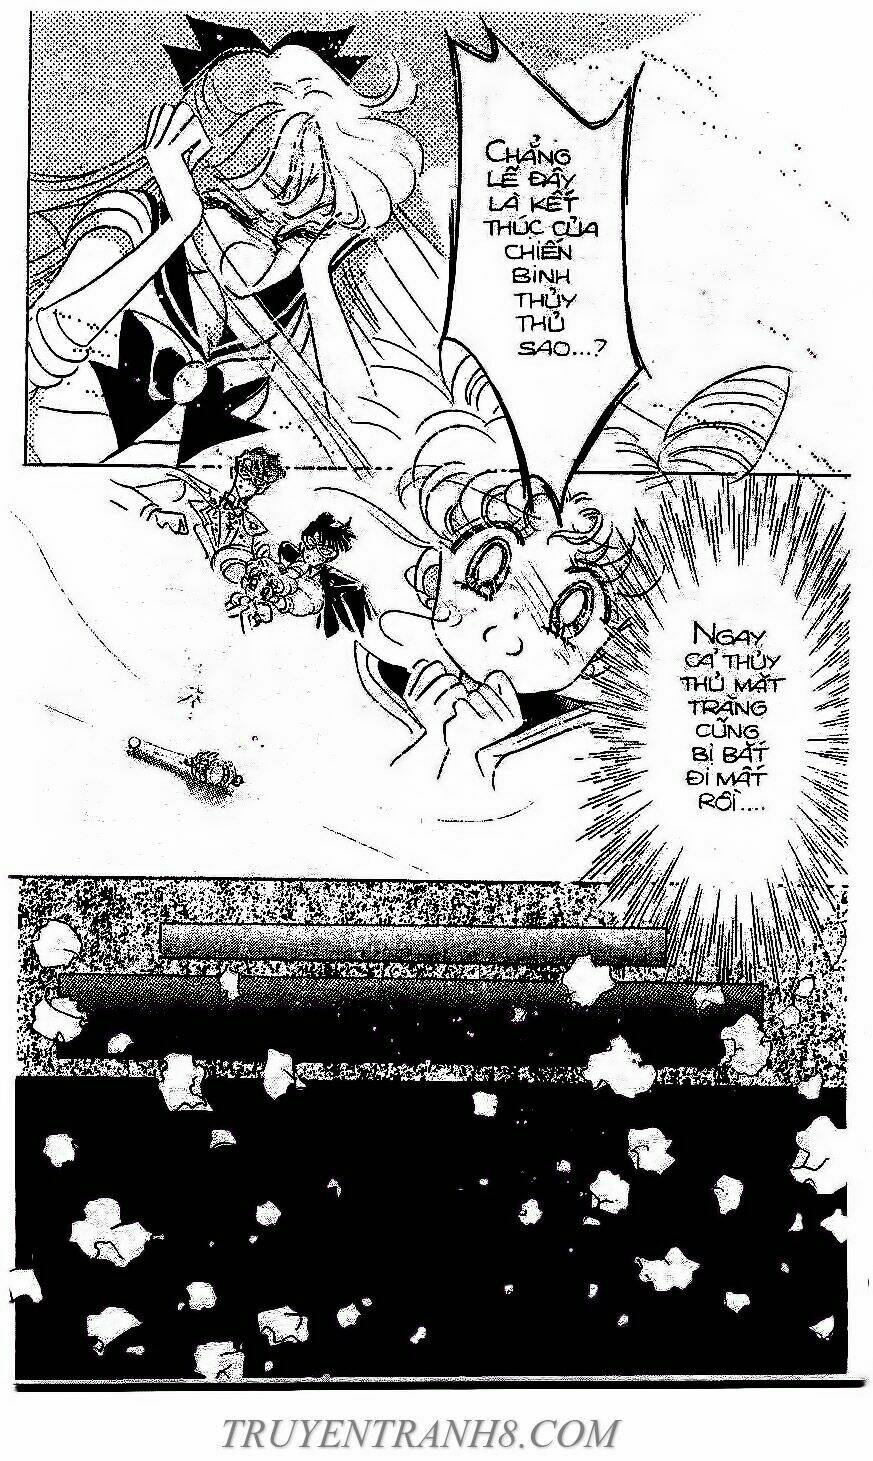 CHẲNG
LẼ ĐÂY
LÀ KẾT
THÚC CỦA
CHIẾN
BINH
THỦY
THỦ
SAO...?
NGAY
CẢ THỦY
THỦ MẶT
TRĂNG
CŨNG
BỊ BẮT
ĐI MẤT
RỒI....
TRUYENTRANH8.COM